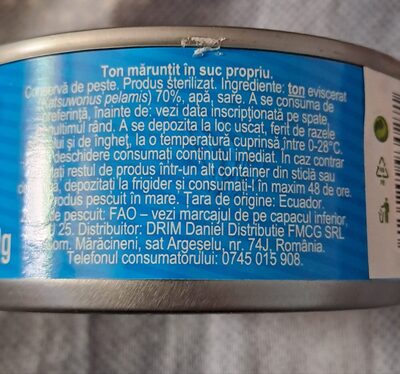 Ton mărunțit în suc propriu.
Conservă de pește. Produs sterilizat. Ingrediente: ton eviscerat
(Katsuwonus pelamis) 70%, apă, sare. A se consuma de
preferință, înainte de: vezi data inscripționată pe spate,
ultimul rând. A se depozita la loc uscat, ferit de razele
și de îngheț, la o temperatură cuprinsă între 0-28°C.
deschidere consumați conținutul imediat. În caz contrar
restul de produs într-un alt container din sticlă sau
depozitați la frigider și consumați-l în maxim 48 de ore.
pescuit în mare. Țara de origine: Ecuador.
de pescuit: FAO – vezi marcajul de pe capacul inferior,
25. Distribuitor: DRIM Daniel Distributie FMCG SRL
Com. Mărăcineni, sat Argeșelu, nr. 74J, România.
Telefonul consumatorului: 0745 015 908.